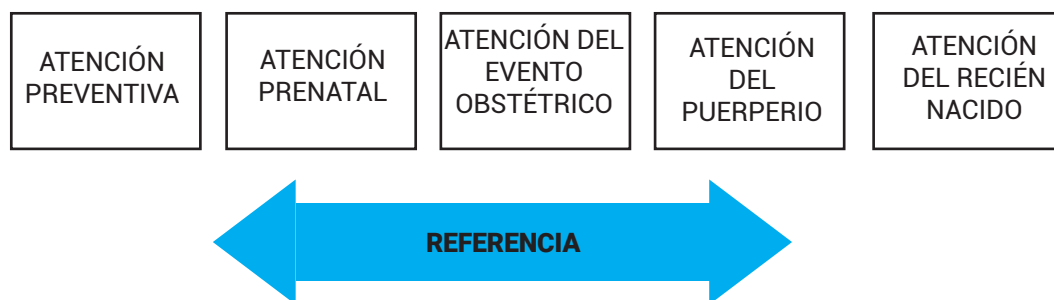 ATENCIÓN
PREVENTIVA
ATENCIÓN
PRENATAL
ATENCIÓN DEL
EVENTO
OBSTÉTRICO
ATENCIÓN
DEL
PUERPERIO
ATENCIÓN
DEL RECIÉN
NACIDO
REFERENCIA